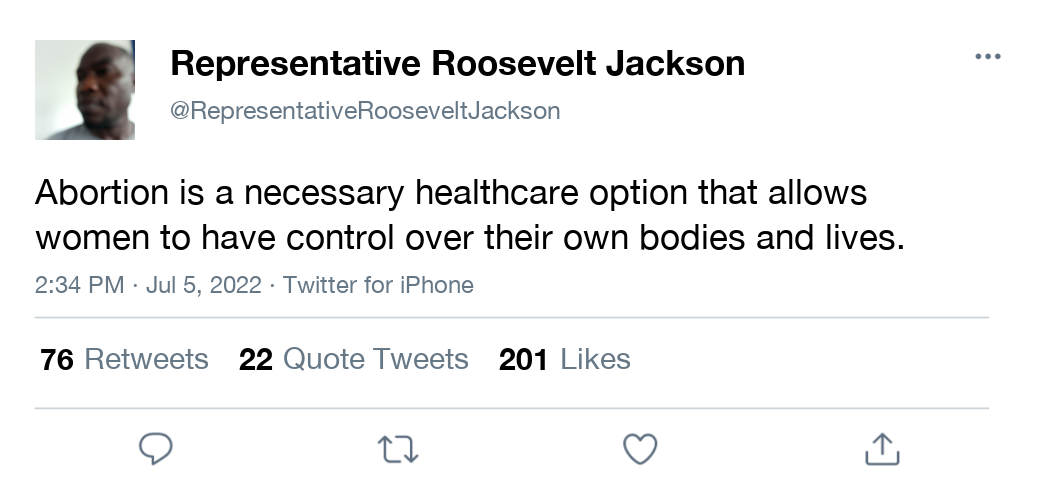 Representative Roosevelt Jackson
@RepresentativeRooseveltJackson
Abortion is a necessary healthcare option that allows
women to have control over their own bodies and lives.
2:34 PM · Jul 5, 2022 · Twitter for iPhone
76 Retweets 22 Quote Tweets 201 Likes